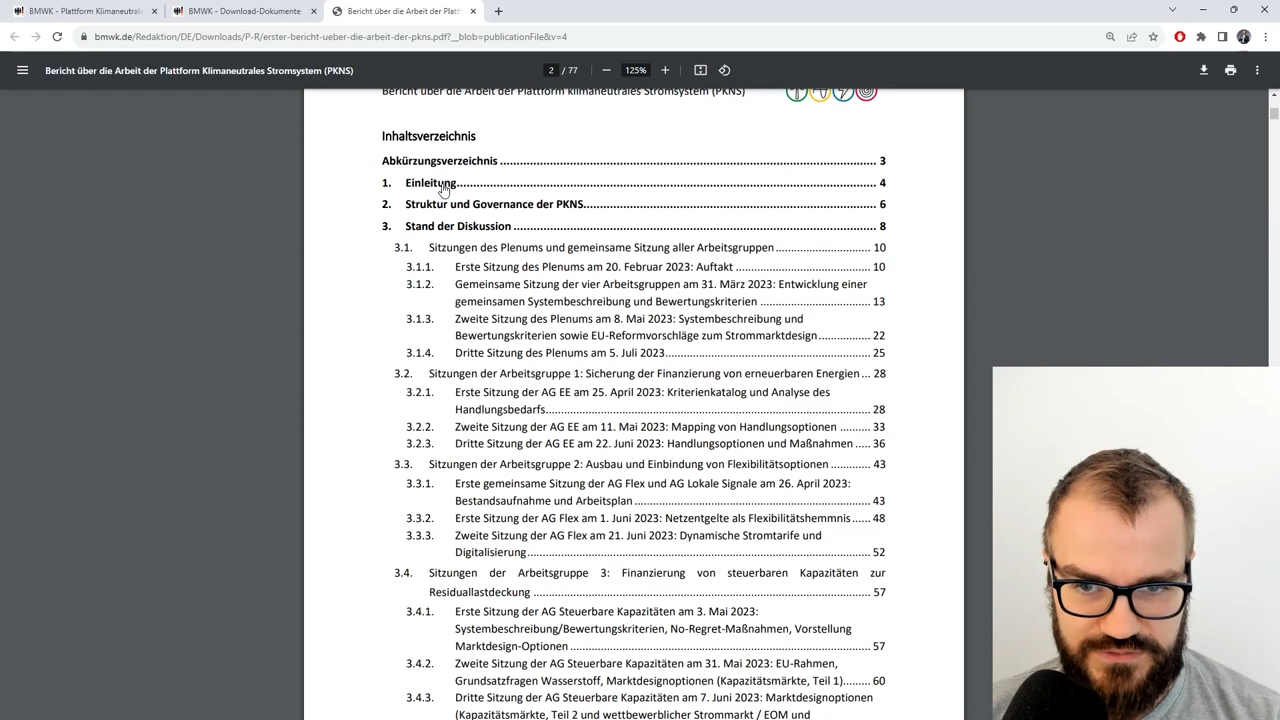 BMWK - Plattform Klimaneutrale
BMWK - Download-Dokumente
Bericht über die Arbeit der Platt
bmwk.de/Redaktion/DE/Downloads/P-R/erster-bericht-ueber-die-arbeit-der-pkns.pdf?__blob=publicationFile&v=4
Bericht über die Arbeit der Plattform Klimaneutrales Stromsystem (PKNS)
2 / 77
125%
Bericht über die Arbeit der Plattform klimaneutrales Stromsystem (PKNS)
Inhaltsverzeichnis
Abkürzungsverzeichnis ........ 3
1. Einleitung ........ 4
2. Struktur und Governance der PKNS ........ 6
3. Stand der Diskussion ........ 8
3.1. Sitzungen des Plenums und gemeinsame Sitzung aller Arbeitsgruppen ........ 10
3.1.1. Erste Sitzung des Plenums am 20. Februar 2023: Auftakt ........ 10
3.1.2. Gemeinsame Sitzung der vier Arbeitsgruppen am 31. März 2023: Entwicklung einer
gemeinsamen Systembeschreibung und Bewertungskriterien ........ 13
3.1.3. Zweite Sitzung des Plenums am 8. Mai 2023: Systembeschreibung und
Bewertungskriterien sowie EU-Reformvorschläge zum Strommarktdesign ........ 22
3.1.4. Dritte Sitzung des Plenums am 5. Juli 2023 ........ 25
3.2. Sitzungen der Arbeitsgruppe 1: Sicherung der Finanzierung von erneuerbaren Energien ... 28
3.2.1. Erste Sitzung der AG EE am 25. April 2023: Kriterienkatalog und Analyse des
Handlungsbedarfs ........ 28
3.2.2. Zweite Sitzung der AG EE am 11. Mai 2023: Mapping von Handlungsoptionen ........ 33
3.2.3. Dritte Sitzung der AG EE am 22. Juni 2023: Handlungsoptionen und Maßnahmen ..... 36
3.3. Sitzungen der Arbeitsgruppe 2: Ausbau und Einbindung von Flexibilitätsoptionen ........ 43
3.3.1. Erste gemeinsame Sitzung der AG Flex und AG Lokale Signale am 26. April 2023:
Bestandsaufnahme und Arbeitsplan ........ 43
3.3.2. Erste Sitzung der AG Flex am 1. Juni 2023: Netzentgelte als Flexibilitätshemmnis ...... 48
3.3.3. Zweite Sitzung der AG Flex am 21. Juni 2023: Dynamische Stromtarife und
Digitalisierung ........ 52
3.4. Sitzungen der Arbeitsgruppe 3: Finanzierung von steuerbaren Kapazitäten zur
Residuallastdeckung ........ 57
3.4.1. Erste Sitzung der AG Steuerbare Kapazitäten am 3. Mai 2023:
Systembeschreibung/Bewertungskriterien, No-Regret-Maßnahmen, Vorstellung
Marktdesign-Optionen ........ 57
3.4.2. Zweite Sitzung der AG Steuerbare Kapazitäten am 31. Mai 2023: EU-Rahmen,
Grundsatzfragen Wasserstoff, Marktdesignoptionen (Kapazitätsmärkte, Teil 1) ........ 60
3.4.3. Dritte Sitzung der AG Steuerbare Kapazitäten am 7. Juni 2023: Marktdesignoptionen
(Kapazitätsmärkte, Teil 2 und wettbewerblicher Strommarkt / EOM und